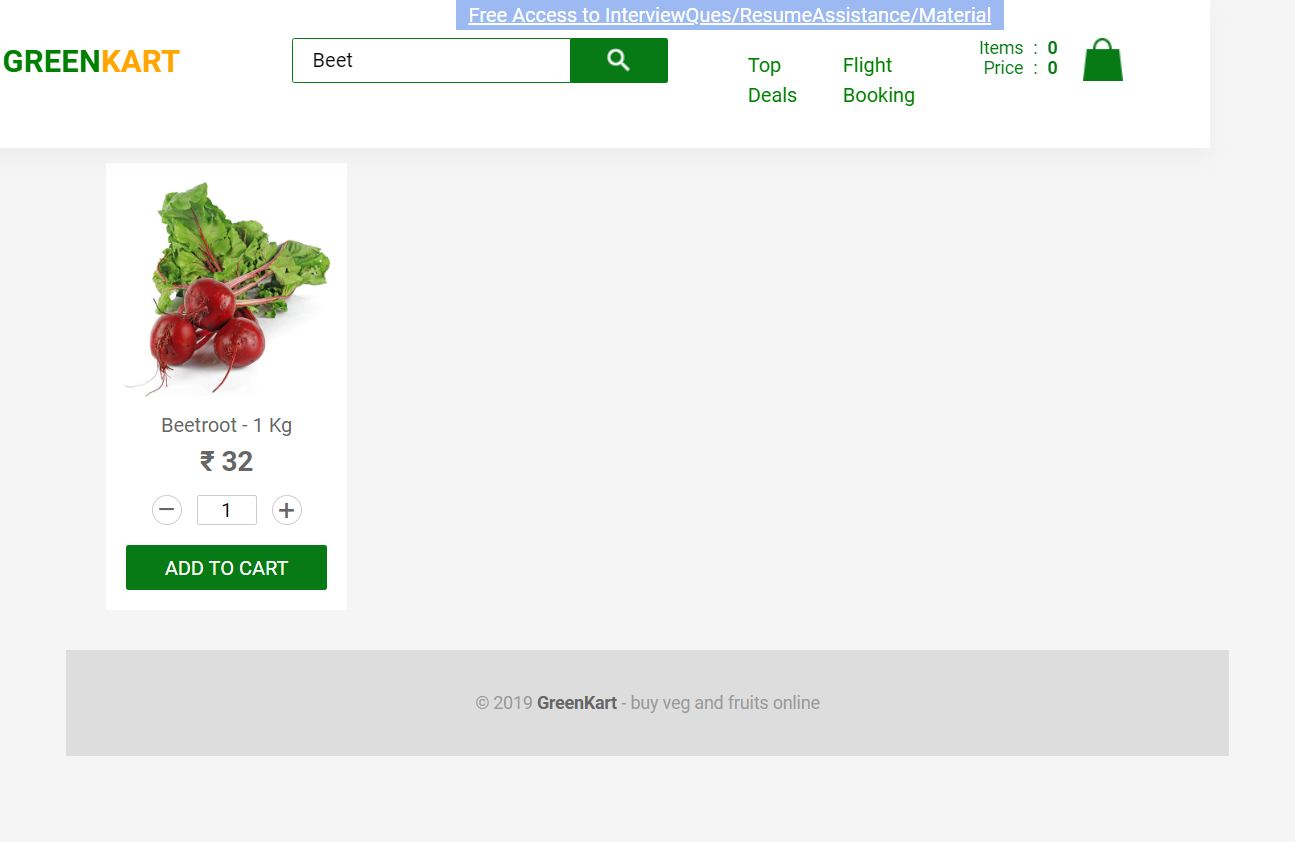 Free Access to InterviewQues/ResumeAssistance/Material
GREENKART
Beet
Top
Deals
Flight
Booking
Items : 0
Price : 0
Beetroot - 1 Kg
₹ 32
1
ADD TO CART
© 2019 GreenKart - buy veg and fruits online